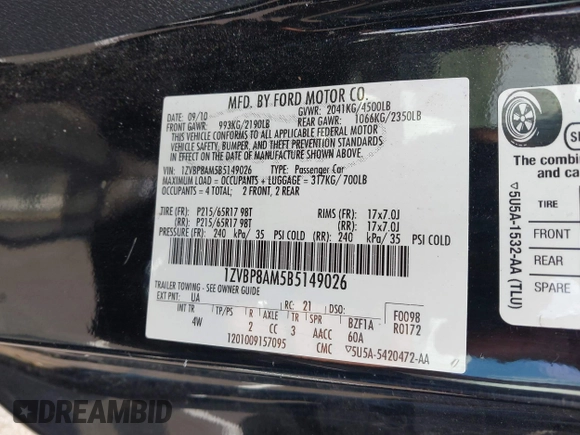 MFD. BY FORD MOTOR CO.
DATE: 09/10 GVWR: 2041KG/4500LB
FRONT GAWR: 993KG/2190LB REAR GAWR: 1066KG/2350LB
THIS VEHICLE CONFORMS TO ALL APPLICABLE FEDERAL MOTOR
VEHICLE SAFETY, BUMPER, AND THEFT PREVENTION STANDARDS
IN EFFECT ON THE DATE OF MANUFACTURE SHOWN ABOVE.
VIN: 1ZVBP8AM5B5149026 TYPE: Passenger Car
MAXIMUM LOAD = OCCUPANTS + LUGGAGE = 317KG/700LB
OCCUPANTS = 4 TOTAL; 2 FRONT, 2 REAR
TIRE (FR): P215/65R17 98T RIMS (FR): 17x7.0J
(RR): P215/65R17 98T (RR): 17x7.0J
PRESSURE (FR): 240 kPa/ 35 PSI COLD (RR): 240 kPa/ 35 PSI COLD
1ZVBP8AM5B5149026
TRAILER TOWING - SEE OWNER GUIDE
EXT PNT: UA RC: 21 DSO: F0098
INT TR TP/PS R AXLE TR SPR BZF1A R0172
4W 2 CC 3 AACC 60A
1201009157095 CMC ▽5U5A-5420472-AA
SE
The combine
TIRE
FRONT
REAR
SPARE
▽5U5A-1532-AA (TLU)
DREAMBID